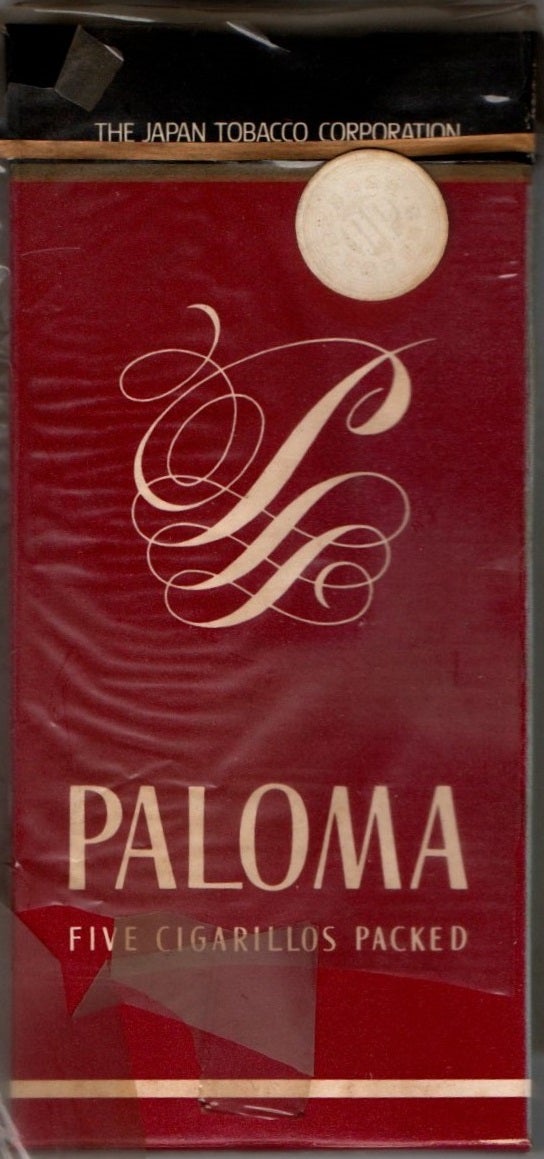 THE JAPAN TOBACCO CORPORATION
PALOMA
FIVE CIGARILLOS PACKED